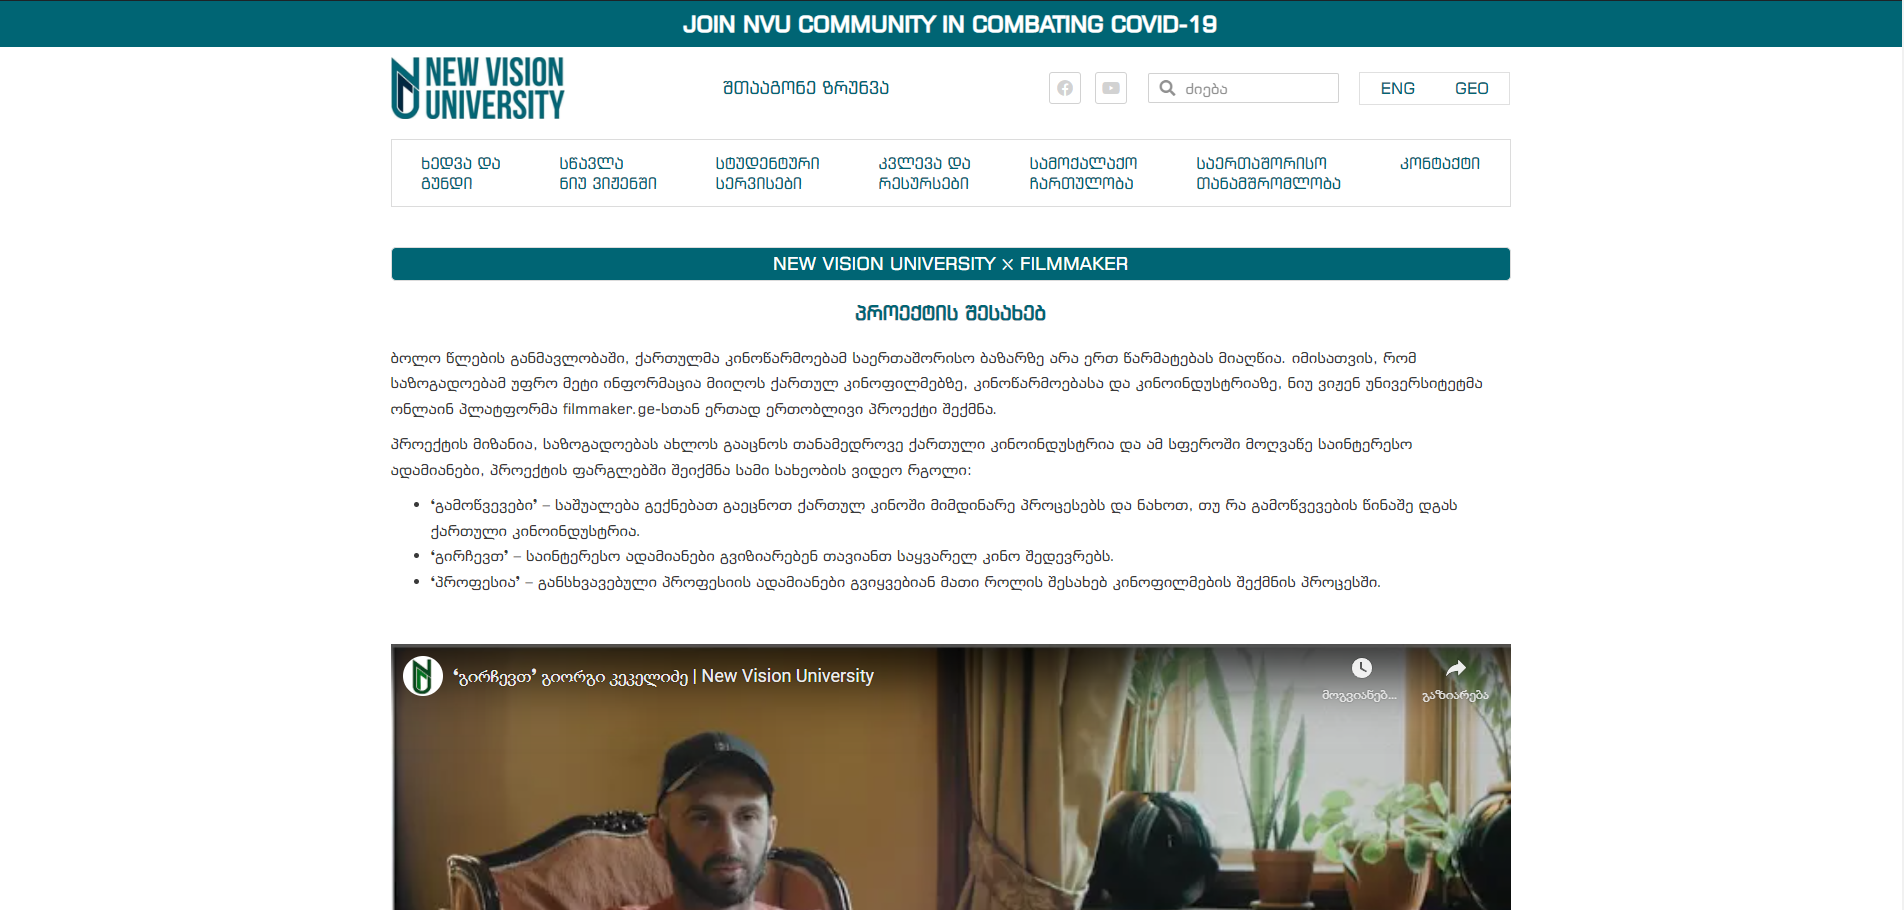 JOIN NVU COMMUNITY IN COMBATING COVID-19
NEW VISION
UNIVERSITY
შთააგონე ზრუნვა
ძიება
ENG
GEO
ხედვა და
გუნდი
სწავლა
ნიუ ვიჟენში
სტუდენტური
სერვისები
კვლევა და
რესურსები
სამოქალაქო
ჩართულობა
საერთაშორისო
თანამშრომლობა
კონტაქტი
NEW VISION UNIVERSITY X FILMMAKER
პროექტის შესახებ
ბოლო წლების განმავლობაში, ქართულმა კინოწარმოებამ საერთაშორისო ბაზარზე არა ერთ წარმატებას მიაღწია. იმისათვის, რომ
საზოგადოებამ უფრო მეტი ინფორმაცია მიიღოს ქართულ კინოფილმებზე, კინოწარმოებასა და კინოინდუსტრიაზე, ნიუ ვიჟენ უნივერსიტეტმა
ონლაინ პლატფორმა filmmaker.ge-სთან ერთად ერთობლივი პროექტი შექმნა.
პროექტის მიზანია, საზოგადოებას ახლოს გააცნოს თანამედროვე ქართული კინოინდუსტრია და ამ სფეროში მოღვაწე საინტერესო
ადამიანები, პროექტის ფარგლებში შეიქმნა სამი სახეობის ვიდეო რგოლი:
• ‘გამოწვევები’ – საშუალება გექნებათ გაეცნოთ ქართულ კინოში მიმდინარე პროცესებს და ნახოთ, თუ რა გამოწვევების წინაშე დგას
ქართული კინოინდუსტრია.
• ‘გირჩევთ’ – საინტერესო ადამიანები გვიზიარებენ თავიანთ საყვარელ კინო შედევრებს.
• ‘პროფესია’ – განსხვავებული პროფესიის ადამიანები გვიყვებიან მათი როლის შესახებ კინოფილმების შექმნის პროცესში.
‘გირჩევთ’ გიორგი კეკელიძე | New Vision University
მოგვიანებ...
გაზიარება